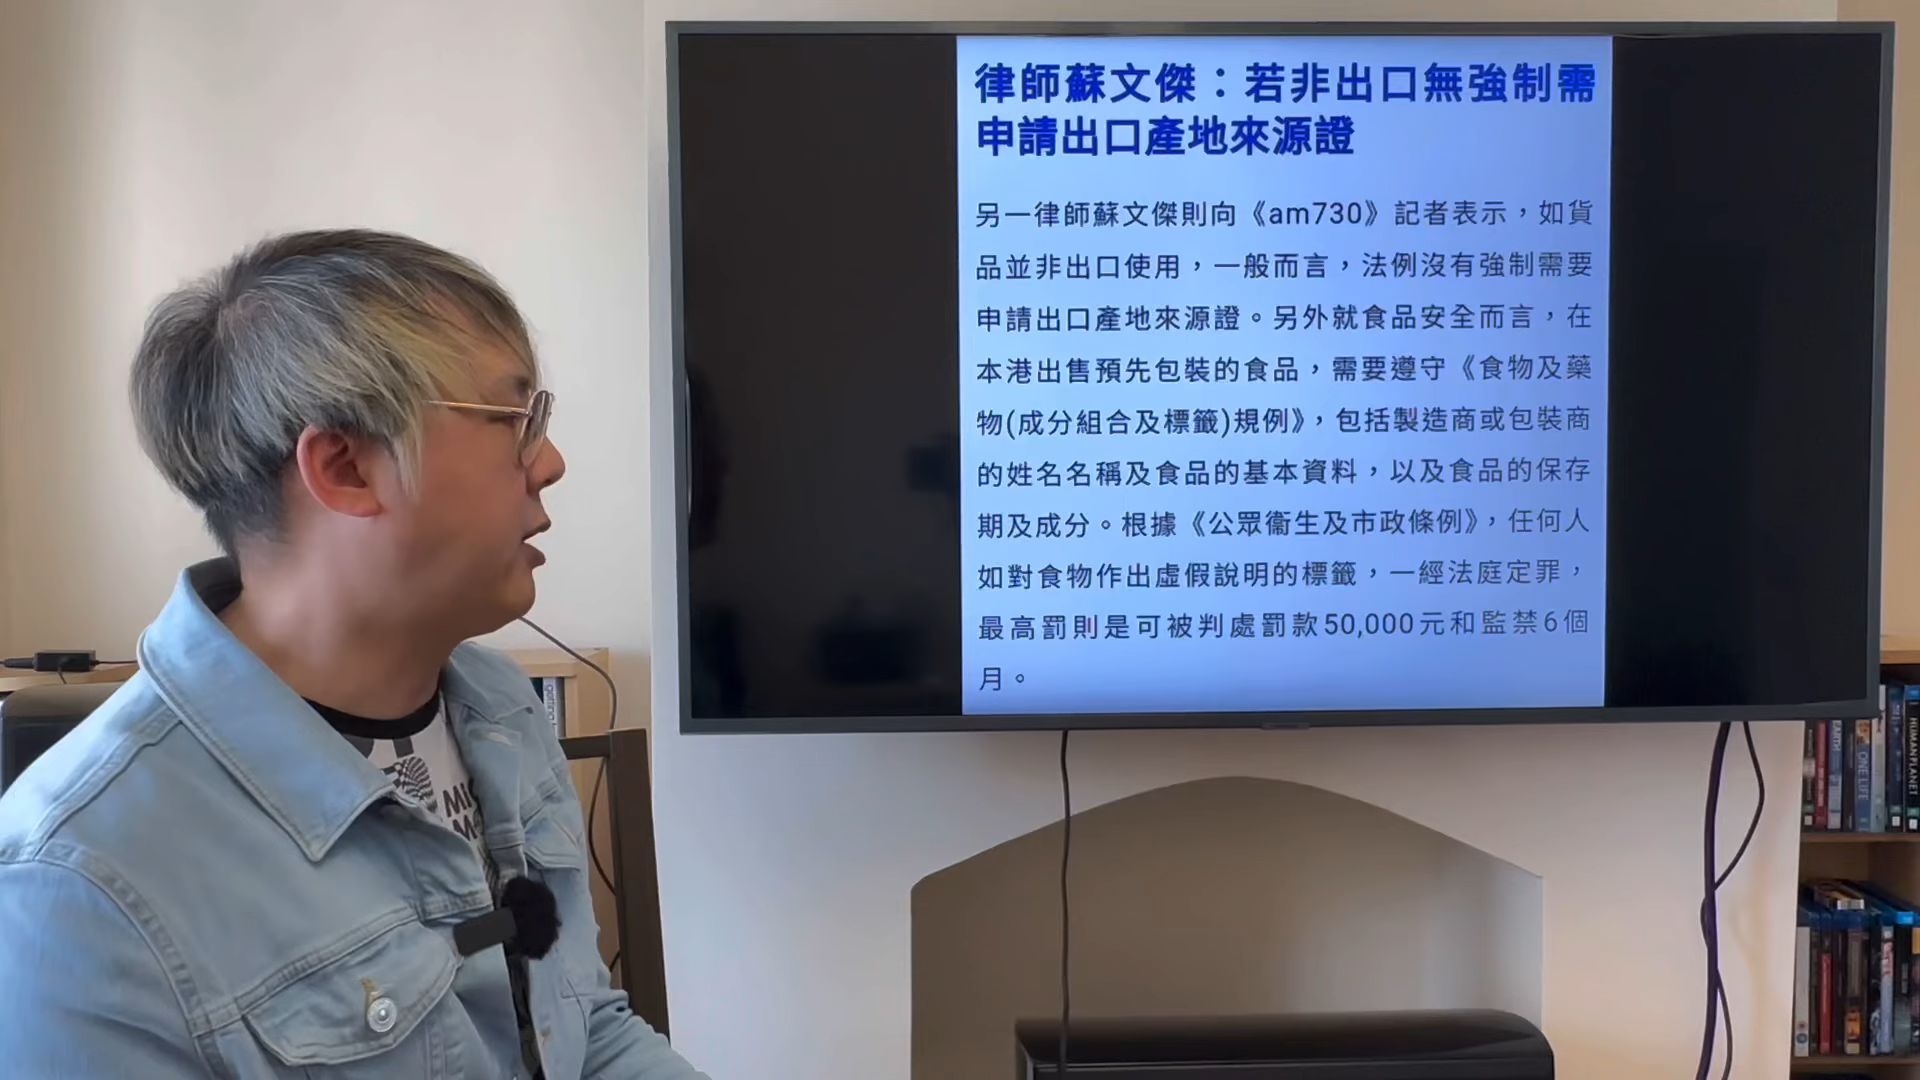 律師蘇文傑：若非出口無強制需
申請出口產地來源證
另一律師蘇文傑則向《am730》記者表示，如貨
品並非出口使用，一般而言，法例沒有強制需要
申請出口產地來源證。另外就食品安全而言，在
本港出售預先包裝的食品，需要遵守《食物及藥
物(成分組合及標籤)規例》，包括製造商或包裝商
的姓名名稱及食品的基本資料，以及食品的保存
期及成分。根據《公眾衞生及市政條例》，任何人
如對食物作出虛假說明的標籤，一經法庭定罪，
最高罰則是可被判處罰款50,000元和監禁6個
月。
ONE LIFE
HUMAN PLANET